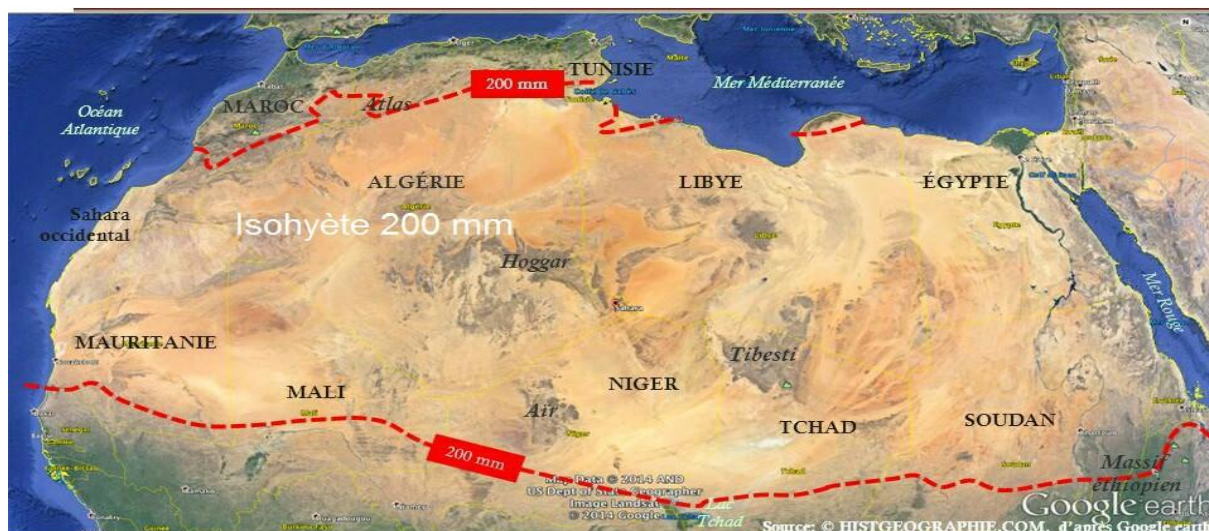 N
Mer Méditerranée
Océan
Atlantique
TUNISIE
200 mm
MAROC
Atlas
ALGÉRIE
LIBYE
ÉGYPTE
Sahara
occidental
Isohyète 200 mm
Hoggar
Sahara
Mer Rouge
MAURITANIE
Tibesti
MALI
NIGER
Air
TCHAD
SOUDAN
200 mm
Massif
éthiopien
Map Data © 2014 AND
US Dept of State Geographer
Image Landsat
© 2014 Google
Lac
Tchad
Google earth
Source: © HISTGEOGRAPHIE.COM, d'après Google earth